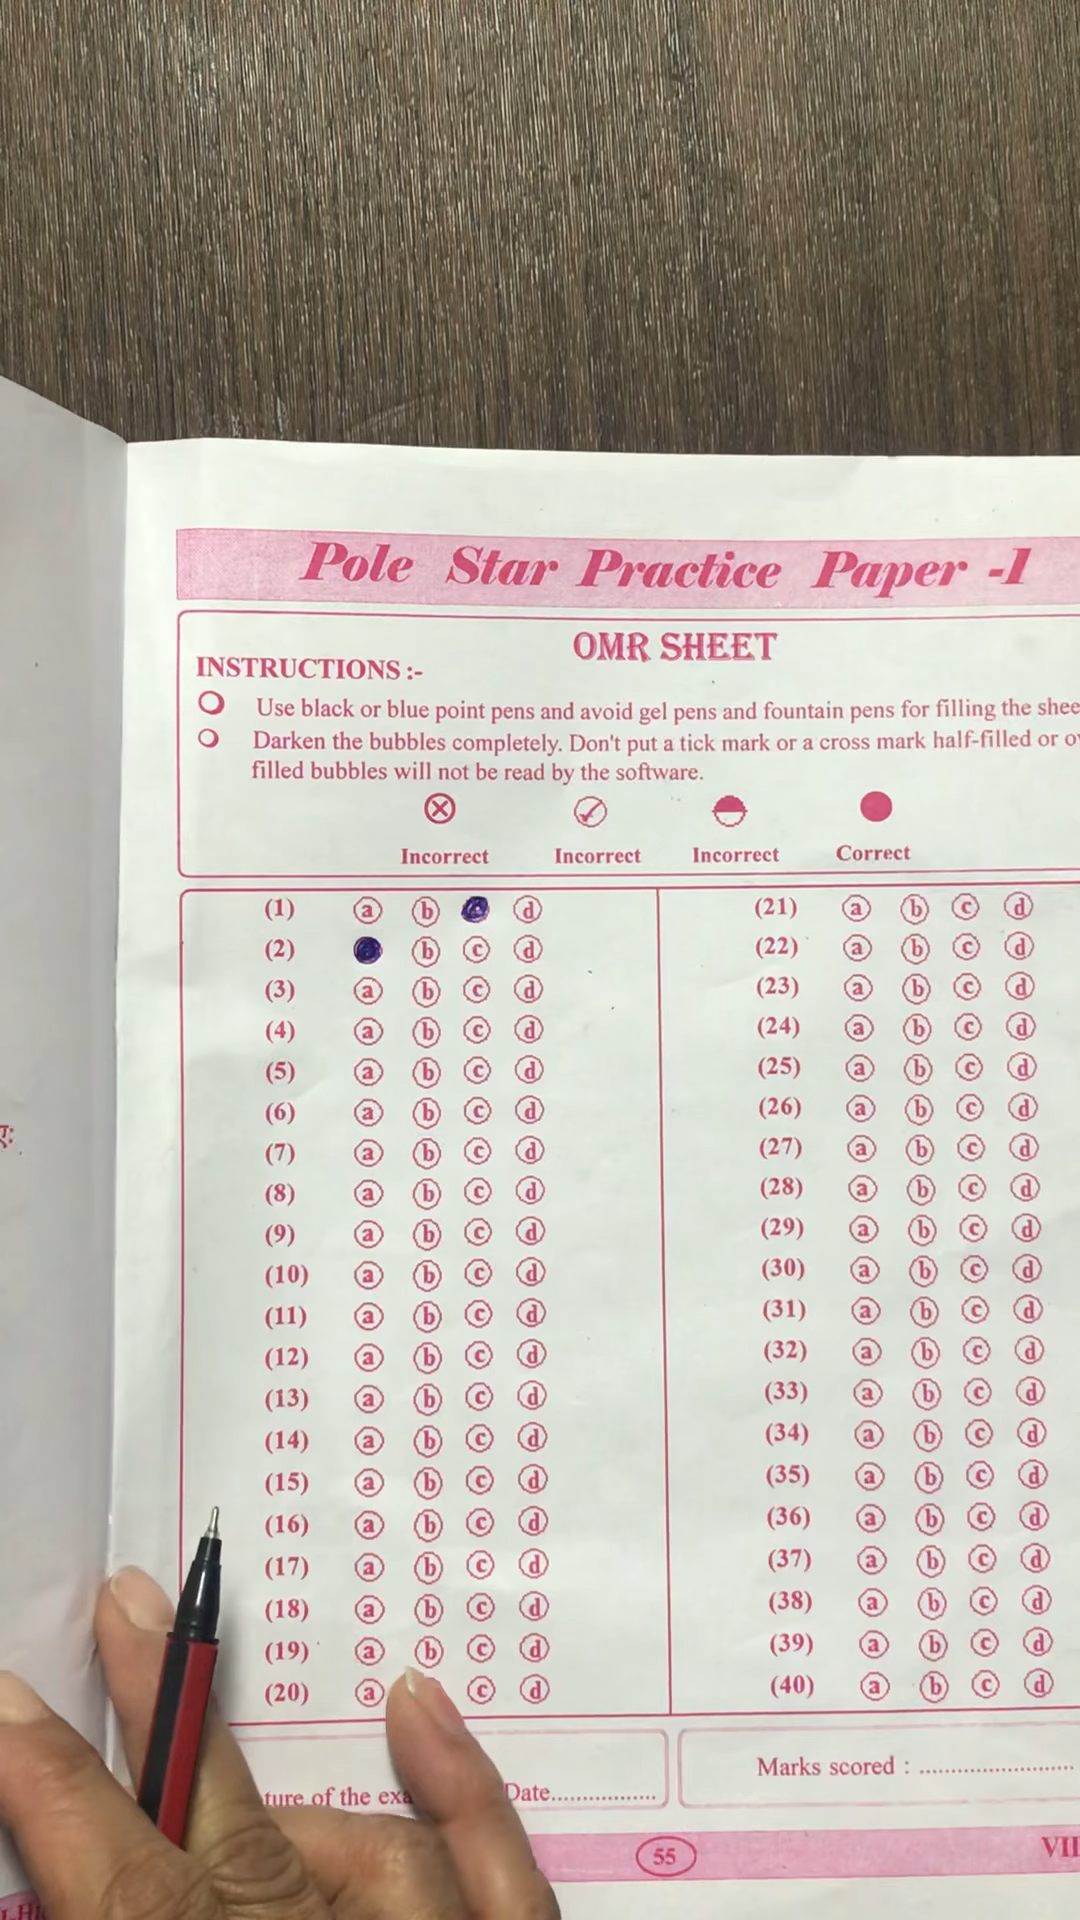 Pole Star Practice Paper -1
OMR SHEET
INSTRUCTIONS :-
Use black or blue point pens and avoid gel pens and fountain pens for filling the
Darken the bubbles completely. Don't put a tick mark or a cross mark half-filled or
filled bubbles will not be read by the software.
Incorrect Incorrect Incorrect Correct
(1) a b d
(2) b c d
(3) a b c d
(4) a b c d
(5) a b c d
(6) a b c d
(7) a b c d
(8) a b c d
(9) a b c d
(10) a b c d
(11) a b c d
(12) a b c d
(13) a b c d
(14) a b c d
(15) a b c d
(16) a b c d
(17) a b c d
(18) a b c d
(19) a b c d
(20) a c d
(21) a b c d
(22) a b c d
(23) a b c d
(24) a b c d
(25) a b c d
(26) a b c d
(27) a b c d
(28) a b c d
(29) a b c d
(30) a b c d
(31) a b c d
(32) a b c d
(33) a b c d
(34) a b c d
(35) a b c d
(36) a b c d
(37) a b c d
(38) a b c d
(39) a b c d
(40) a b c d
of the Date.................
Marks scored : .........................
55